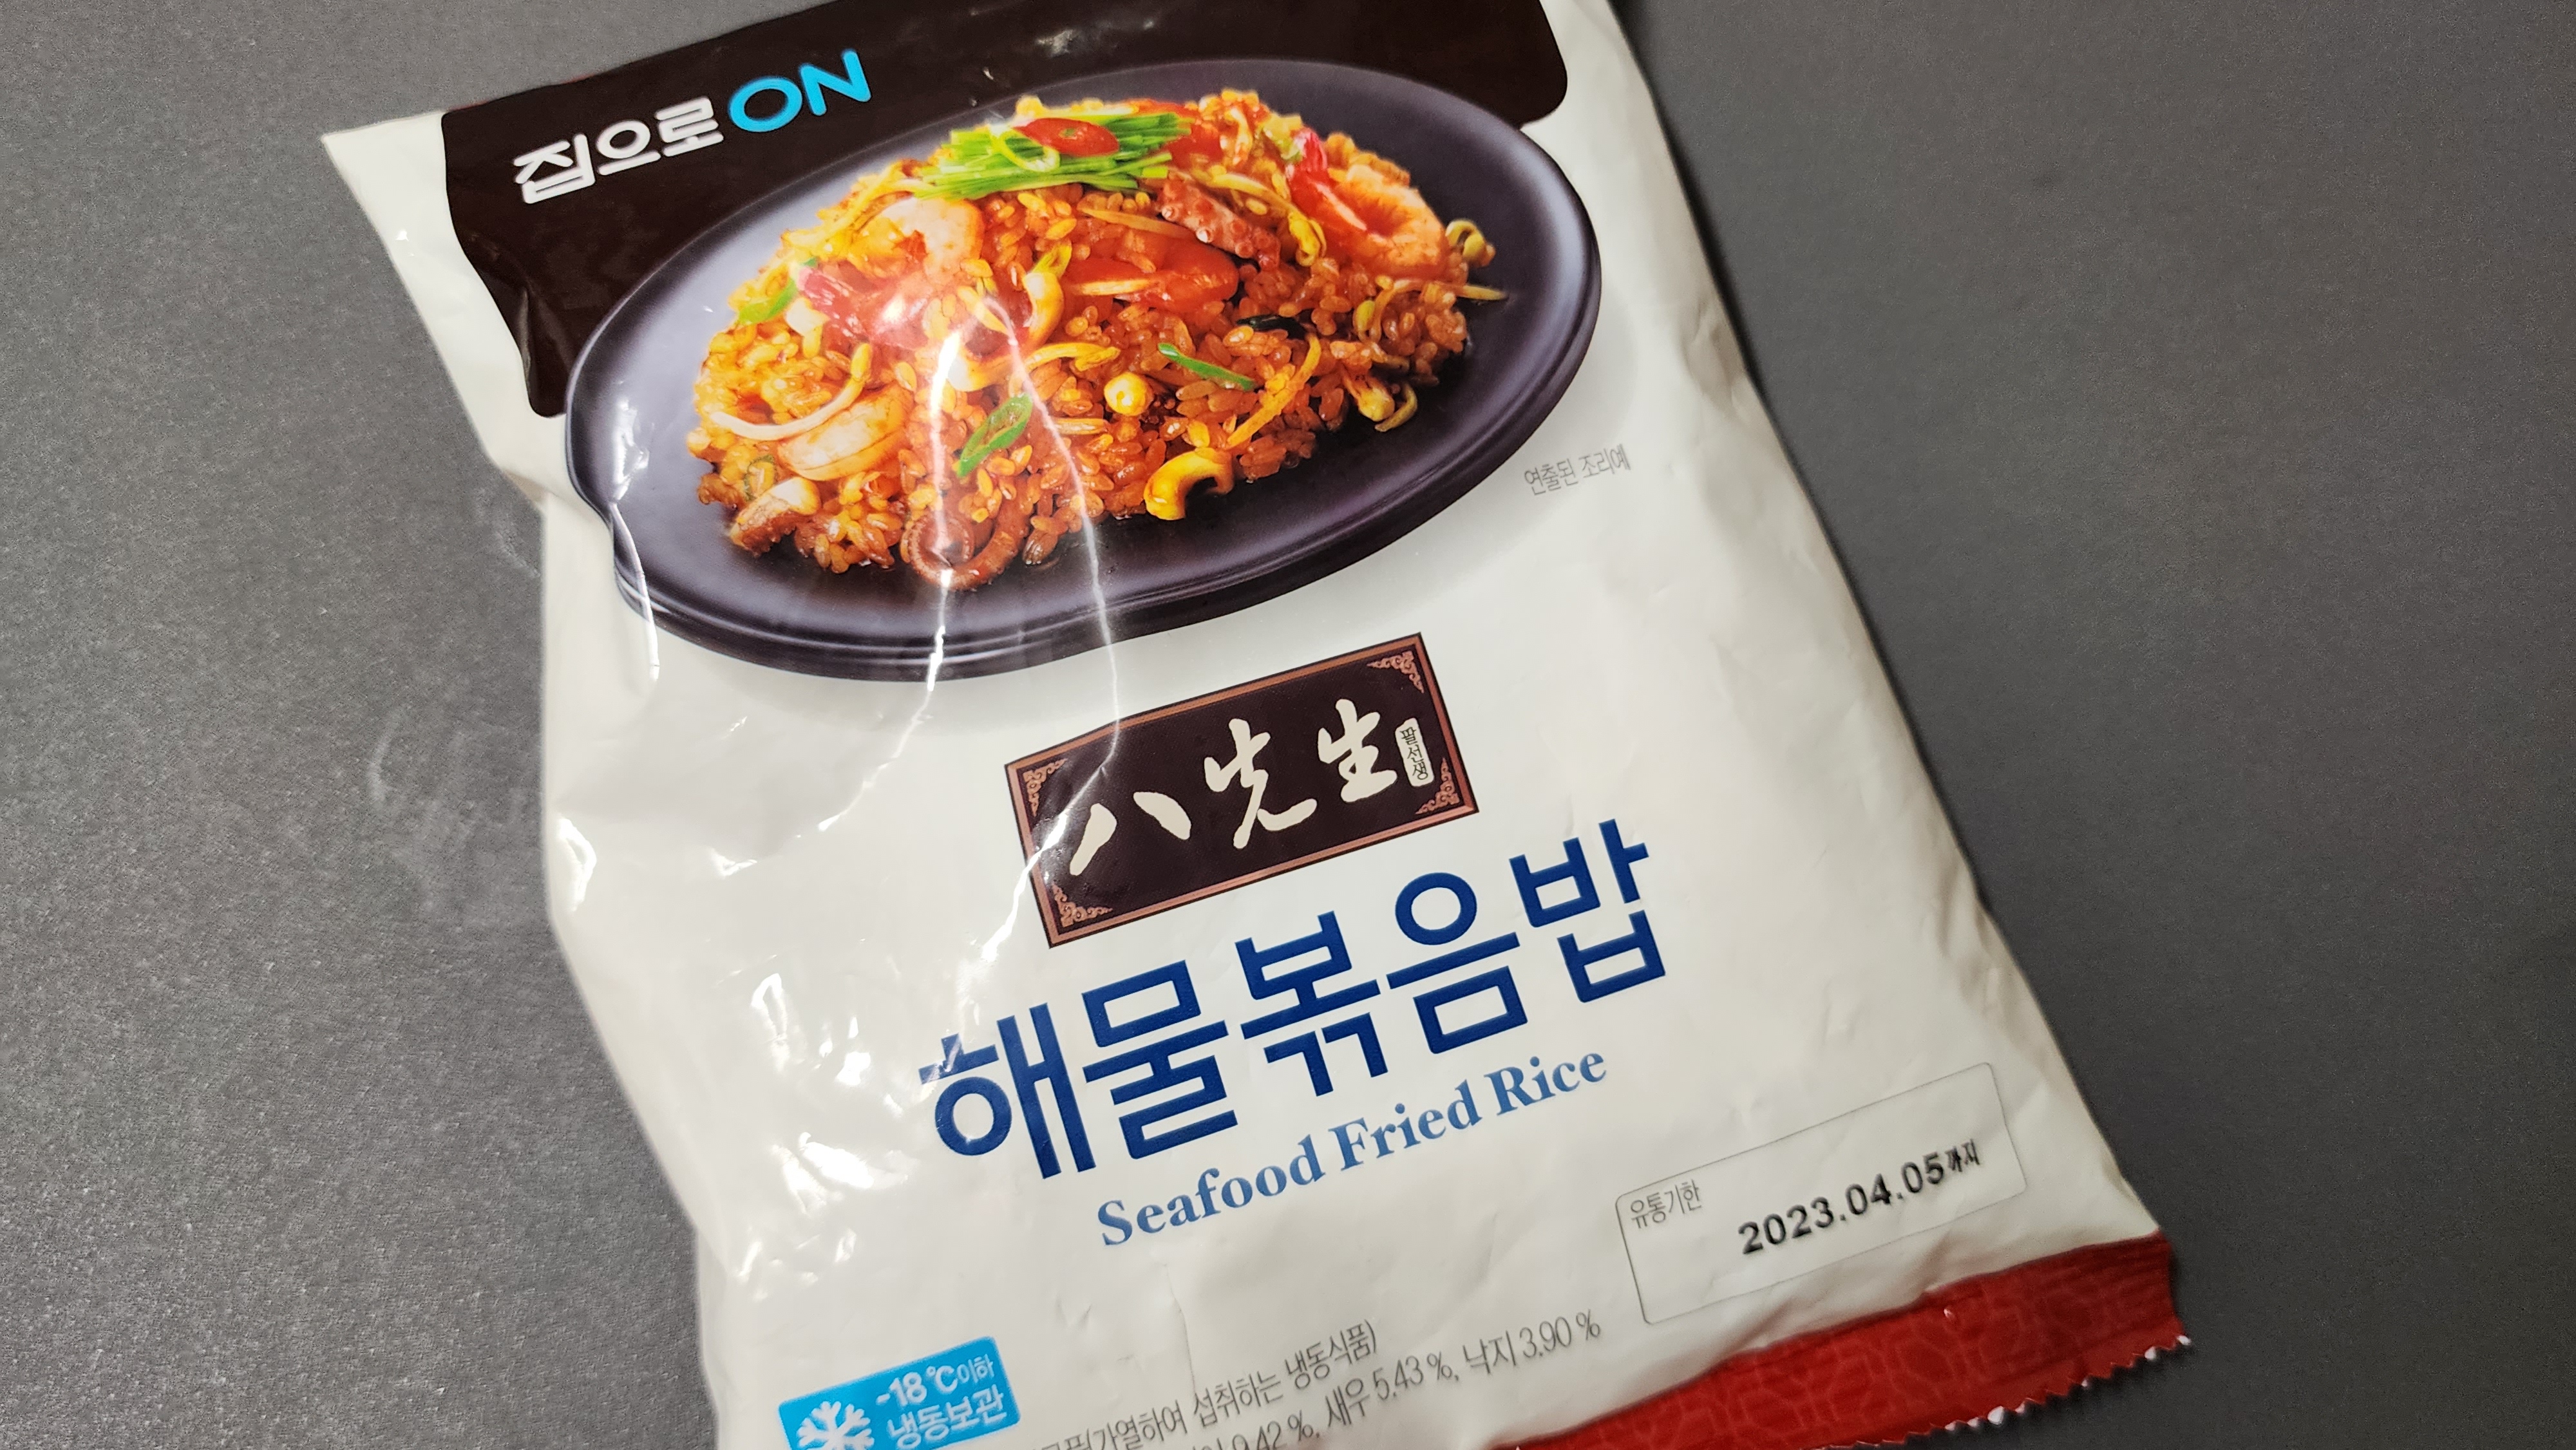 집으로ON
연출된 조리예
八先生
팔선생
해물볶음밥
Seafood Fried Rice
유통기한
2023.04.05까지
-18℃이하
냉동보관
(가열하여 섭취하는 냉동식품)
9.42 %, 새우 5.43 %, 낙지 3.90 %